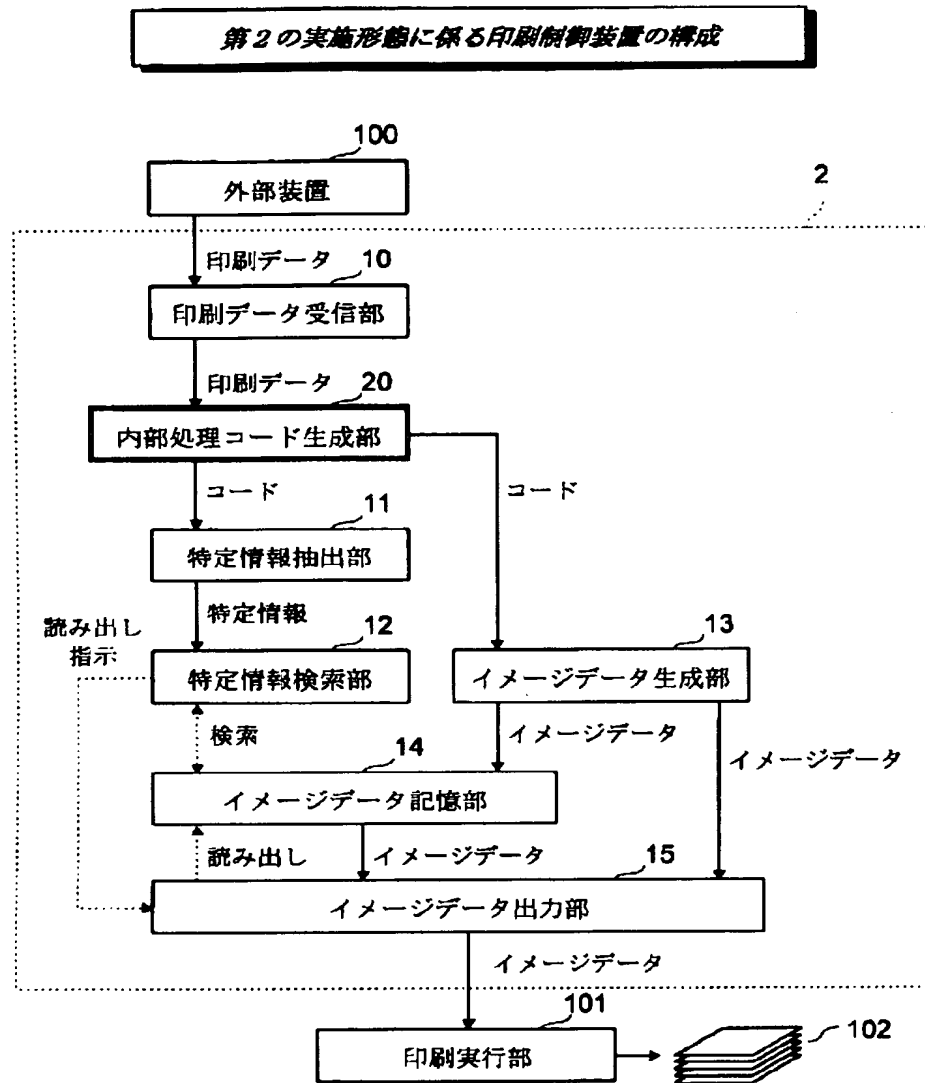 第2の実施形態に係る印刷制御装置の構成
100
外部装置
2
印刷データ
10
印刷データ受信部
印刷データ
20
内部処理コード生成部
コード
コード
11
特定情報抽出部
特定情報
読み出し
指示
12
特定情報検索部
13
イメージデータ生成部
検索
イメージデータ
イメージデータ
14
イメージデータ記憶部
読み出し
イメージデータ
15
イメージデータ出力部
イメージデータ
101
印刷実行部
102